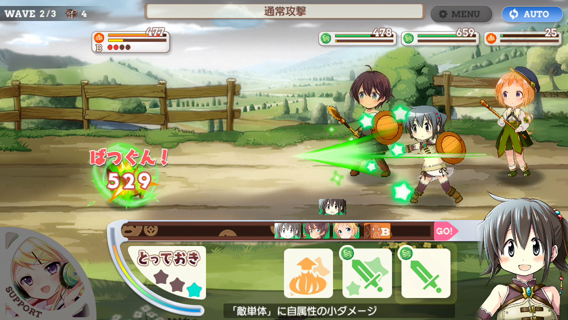 WAVE 2/3 4
通常攻撃
MENU
AUTO
477
B
478
659
25
ばつぐん!
529
B
GO!
とっておき
SUPPORT
「敵単体」に自属性の小ダメージ